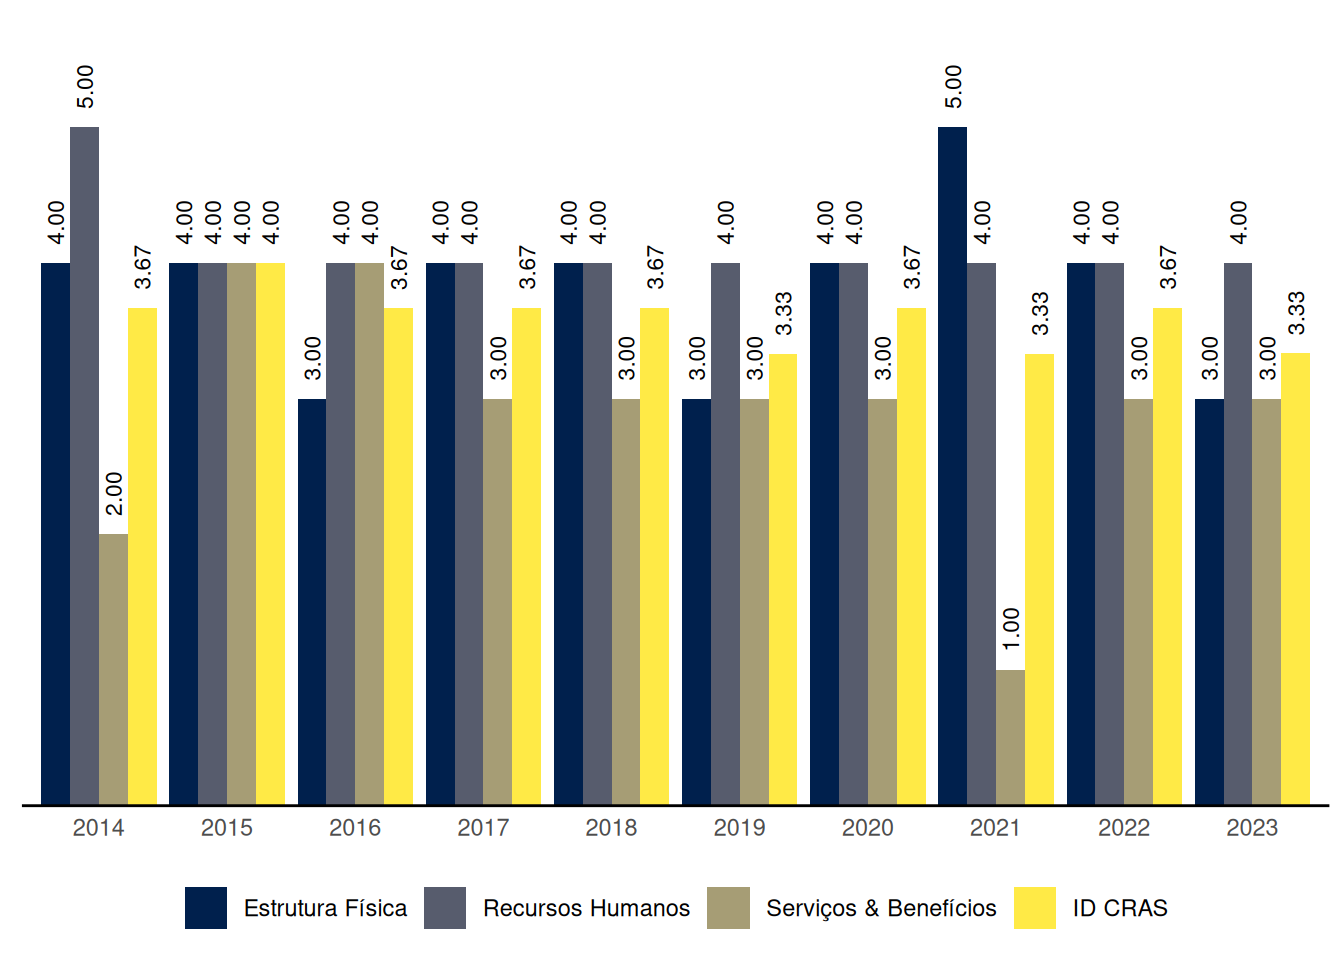 5.00 5.00
4.00 4.00 4.00 4.00 4.00 4.00 4.00 4.00 4.00 4.00 4.00 4.00 4.00 4.00 4.00 4.00 4.00 4.00
3.67 3.67 3.67 3.67 3.67 3.67
3.33 3.33 3.33
3.00 3.00 3.00 3.00 3.00 3.00 3.00 3.00 3.00
2.00
1.00
2014 2015 2016 2017 2018 2019 2020 2021 2022 2023
Estrutura Física Recursos Humanos Serviços & Benefícios ID CRAS